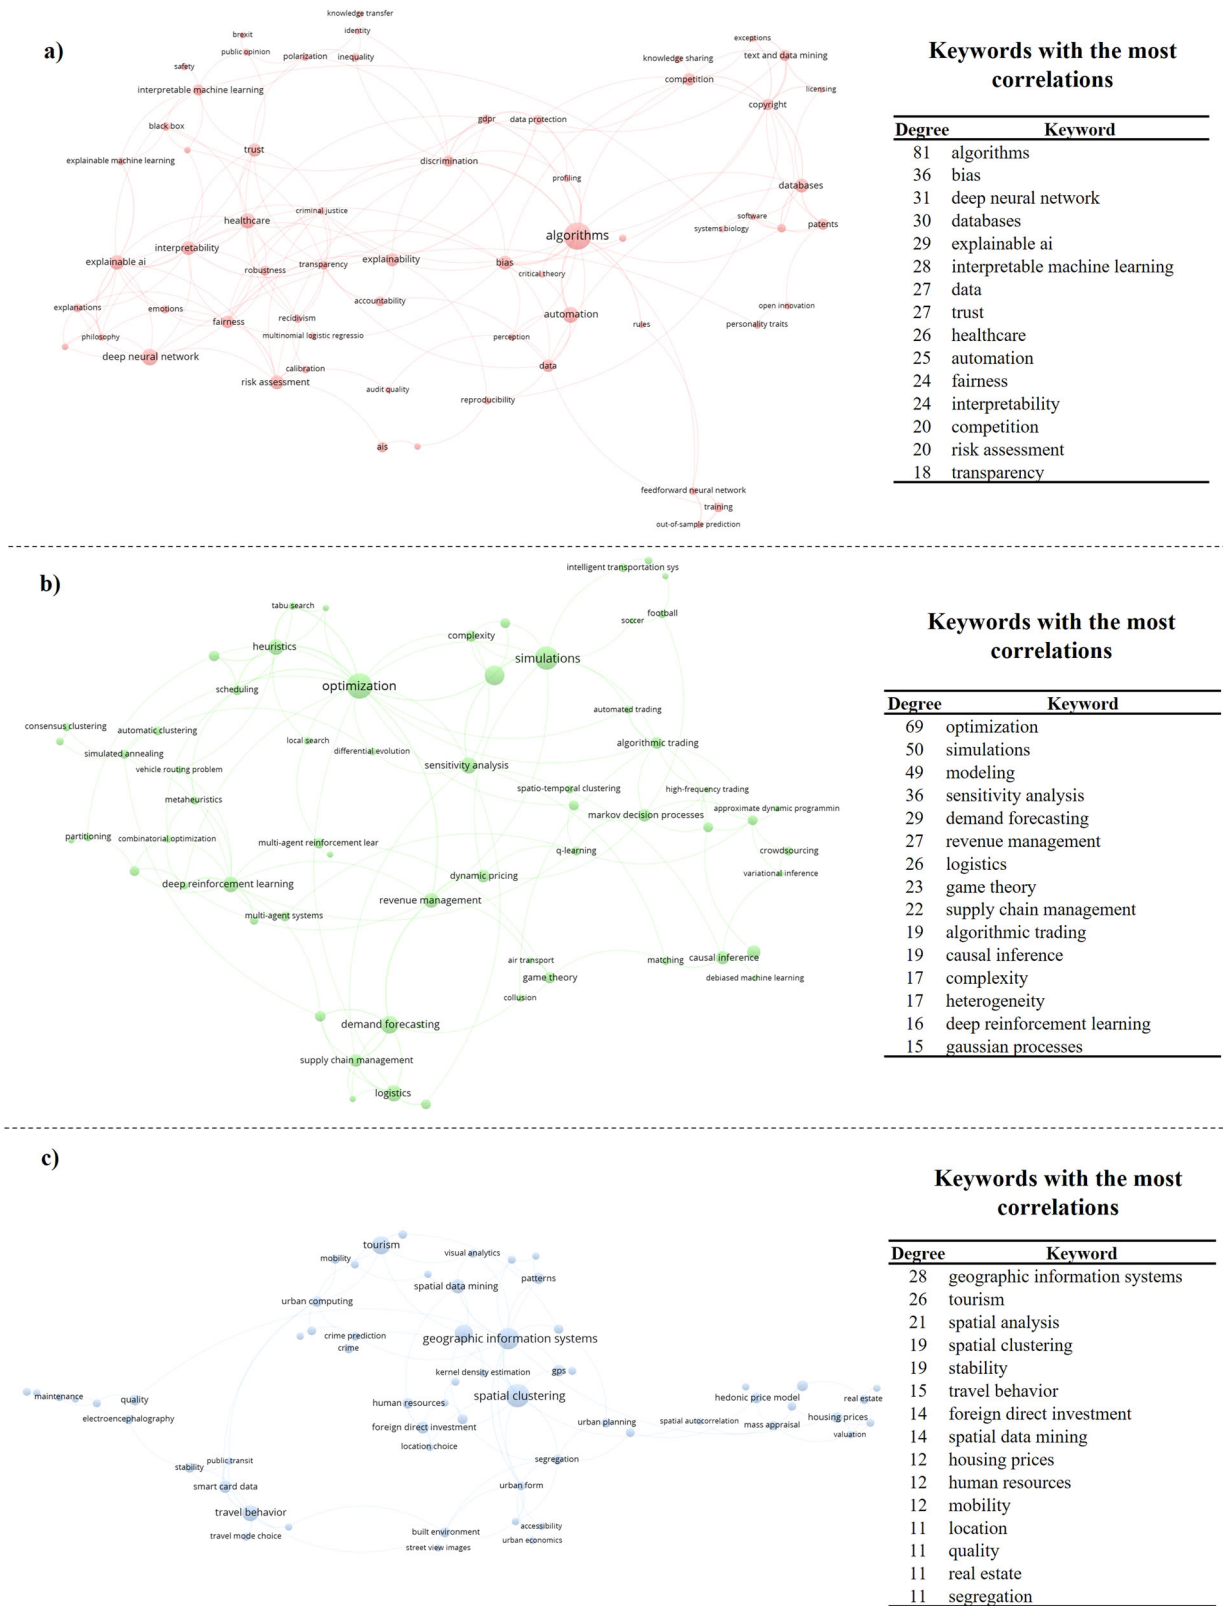 a)
knowledge transfer
brexit
identity
public opinion
polarization
inequality
safety
interpretable machine learning
black box
explainable machine learning
trust
exceptions
knowledge sharing
text and data mining
competition
licensing
copyright
gdpr
data protection
discrimination
profiling
databases
criminal justice
healthcare
software
systems biology
patents
algorithms
interpretability
explainable ai
robustness
transparency
explainability
bias
critical theory
accountability
explanations
emotions
fairness
recidivism
automation
open innovation
rules
personality traits
philosophy
multinomial logistic regressio
perception
deep neural network
calibration
data
risk assessment
audit quality
reproducibility
ais
feedforward neural network
training
out-of-sample prediction
Keywords with the most
correlations
Degree Keyword
81 algorithms
36 bias
31 deep neural network
30 databases
29 explainable ai
28 interpretable machine learning
27 data
27 trust
26 healthcare
25 automation
24 fairness
24 interpretability
20 competition
20 risk assessment
18 transparency
b)
intelligent transportation sys
tabu search
football
soccer
complexity
heuristics
simulations
optimization
scheduling
automated trading
consensus clustering
automatic clustering
local search
differential evolution
algorithmic trading
simulated annealing
sensitivity analysis
vehicle routing problem
spatio-temporal clustering
high-frequency trading
metaheuristics
markov decision processes
approximate dynamic programmin
partitioning
combinatorial optimization
multi-agent reinforcement lear
q-learning
crowdsourcing
variational inference
dynamic pricing
deep reinforcement learning
revenue management
multi-agent systems
air transport
matching
causal inference
game theory
debiased machine learning
collusion
demand forecasting
supply chain management
logistics
Keywords with the most
correlations
Degree Keyword
69 optimization
50 simulations
49 modeling
36 sensitivity analysis
29 demand forecasting
27 revenue management
26 logistics
23 game theory
22 supply chain management
19 algorithmic trading
19 causal inference
17 complexity
17 heterogeneity
16 deep reinforcement learning
15 gaussian processes
c)
tourism
mobility
visual analytics
patterns
spatial data mining
urban computing
crime prediction
crime
geographic information systems
kernel density estimation
gps
spatial clustering
maintenance
quality
electroencephalography
human resources
foreign direct investment
location choice
urban planning
spatial autocorrelation
hedonic price model
real estate
housing prices
mass appraisal
valuation
segregation
public transit
stability
smart card data
urban form
travel behavior
travel mode choice
built environment
street view images
accessibility
urban economics
Keywords with the most
correlations
Degree Keyword
28 geographic information systems
26 tourism
21 spatial analysis
19 spatial clustering
19 stability
15 travel behavior
14 foreign direct investment
14 spatial data mining
12 housing prices
12 human resources
12 mobility
11 location
11 quality
11 real estate
11 segregation